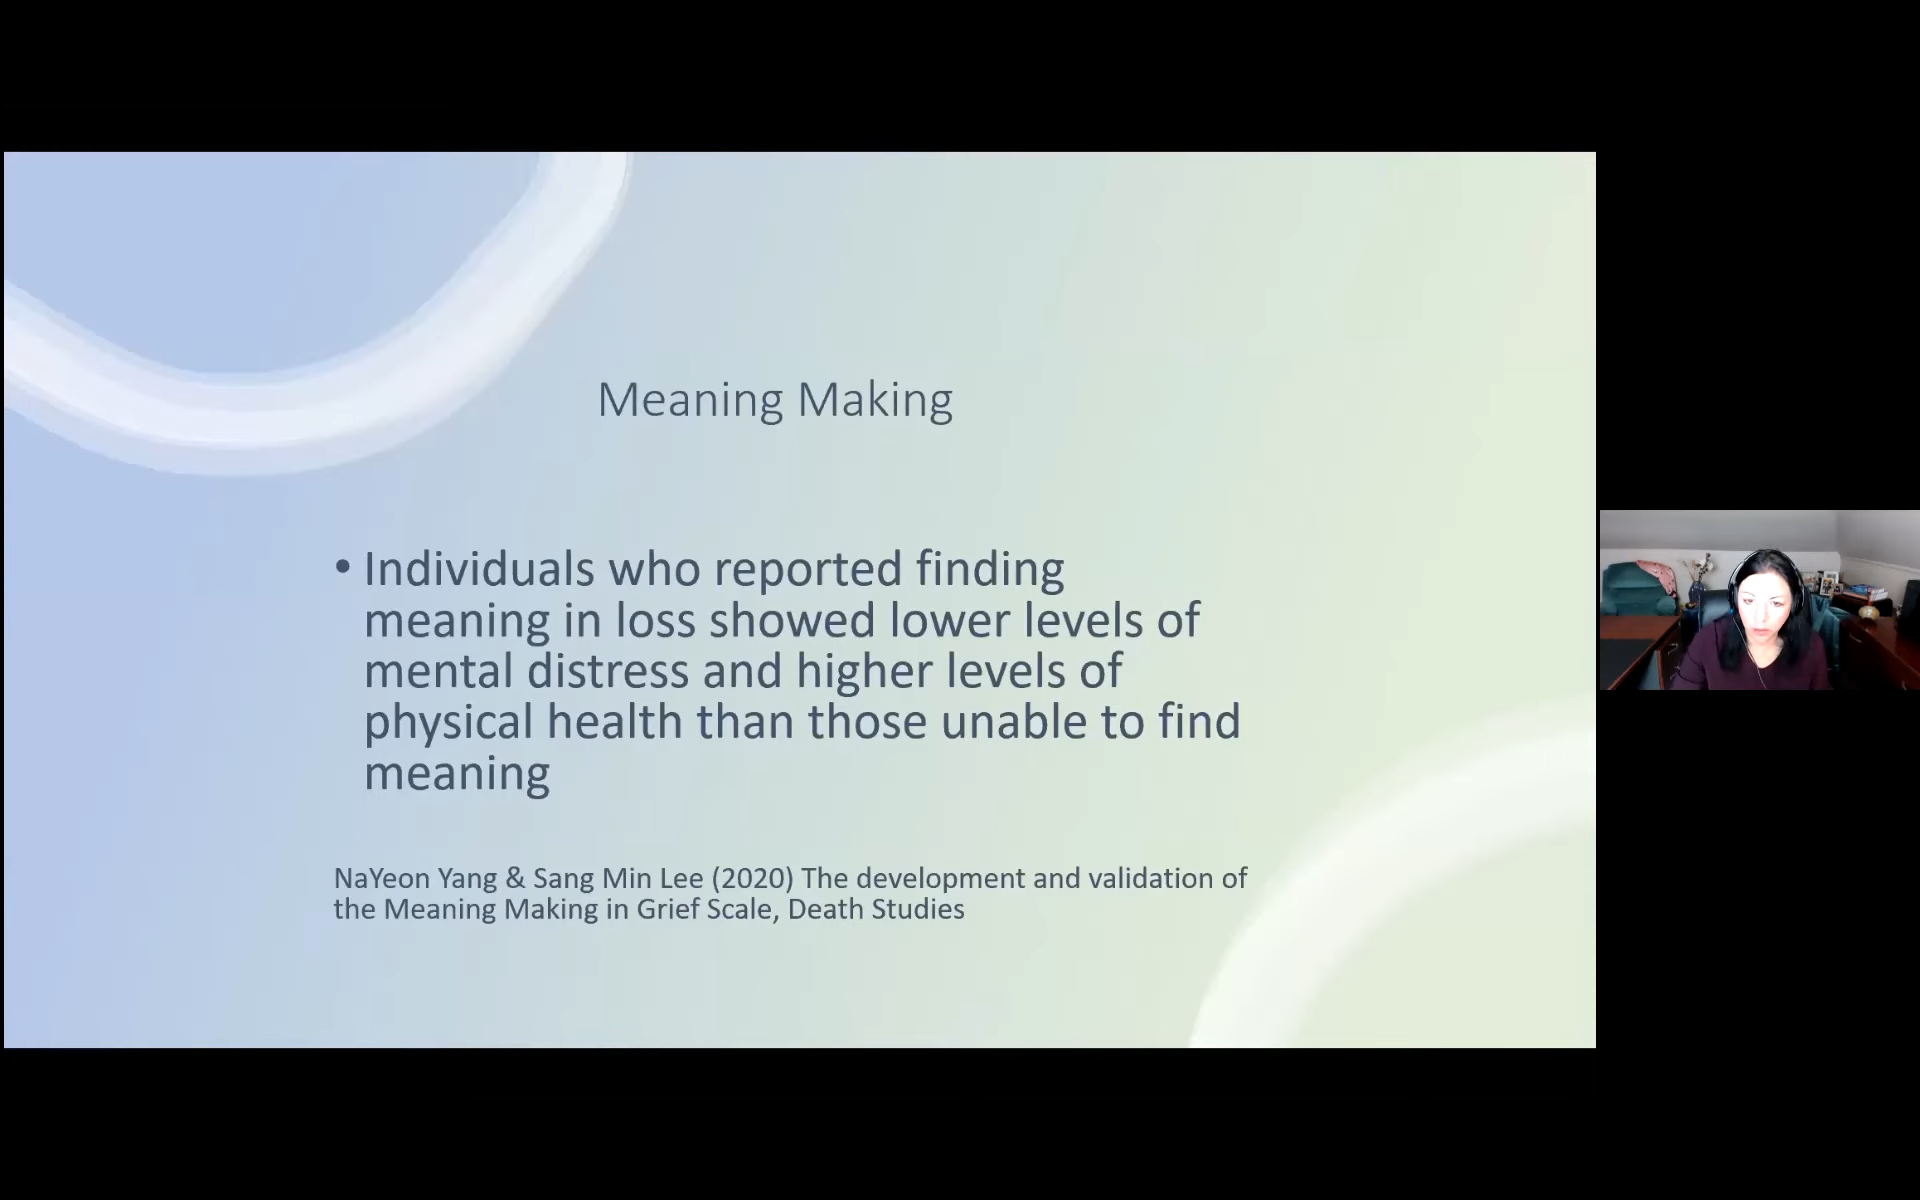 Meaning Making
• Individuals who reported finding
meaning in loss showed lower levels of
mental distress and higher levels of
physical health than those unable to find
meaning
NaYeon Yang & Sang Min Lee (2020) The development and validation of
the Meaning Making in Grief Scale, Death Studies